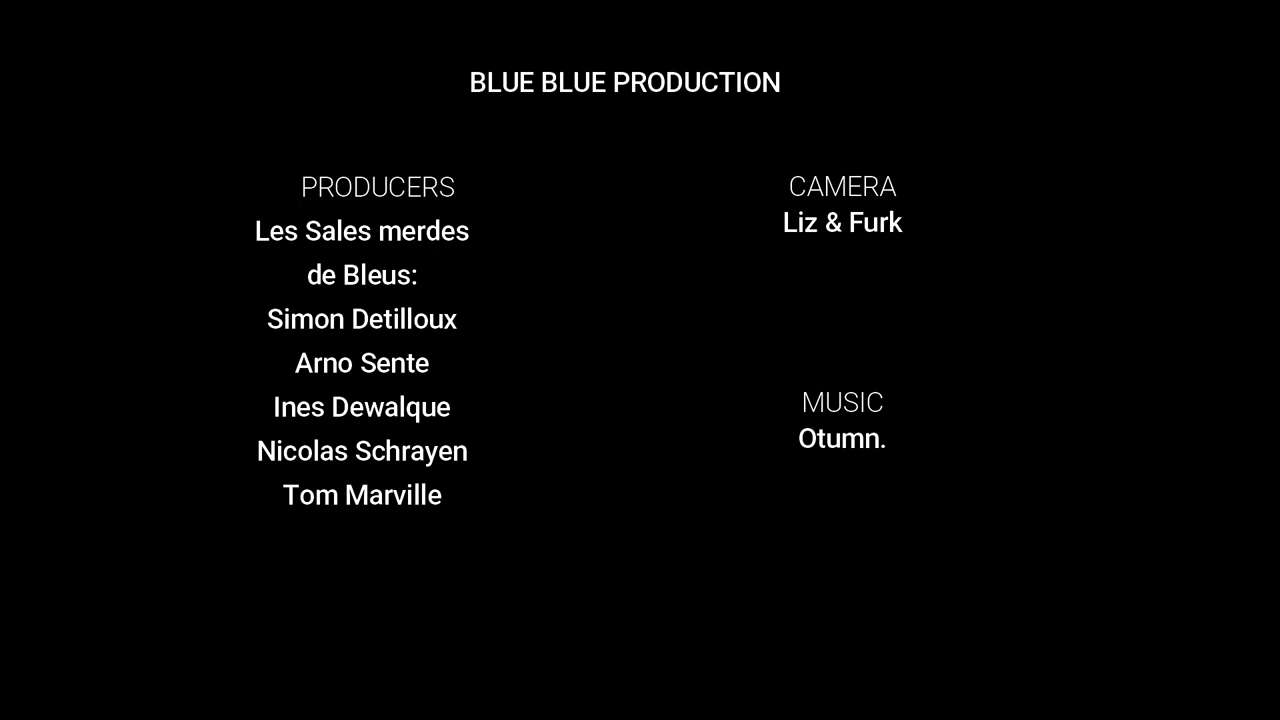 BLUE BLUE PRODUCTION
PRODUCERS
Les Sales merdes
de Bleus:
Simon Detilloux
Arno Sente
Ines Dewalque
Nicolas Schrayen
Tom Marville
CAMERA
Liz & Furk
MUSIC
Otumn.